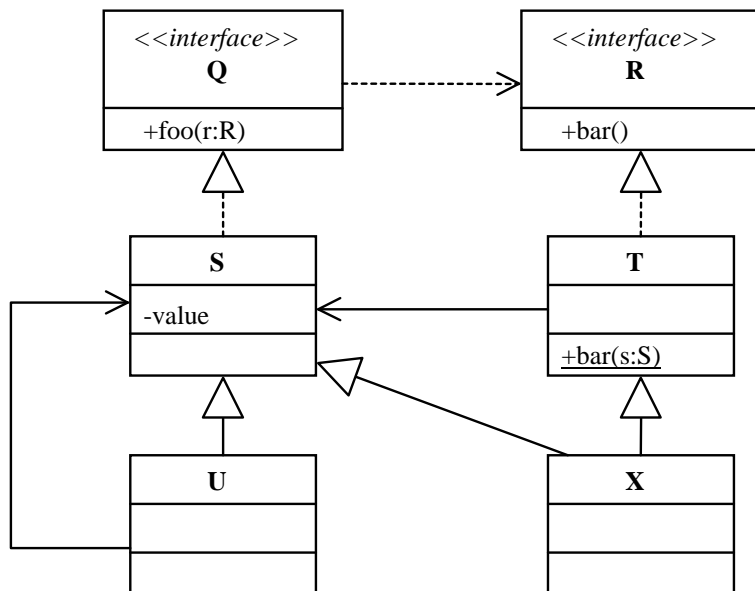 <<interface>>
Q
+foo(r:R)
<<interface>>
R
+bar()
S
-value
T
+bar(s:S)
U
X